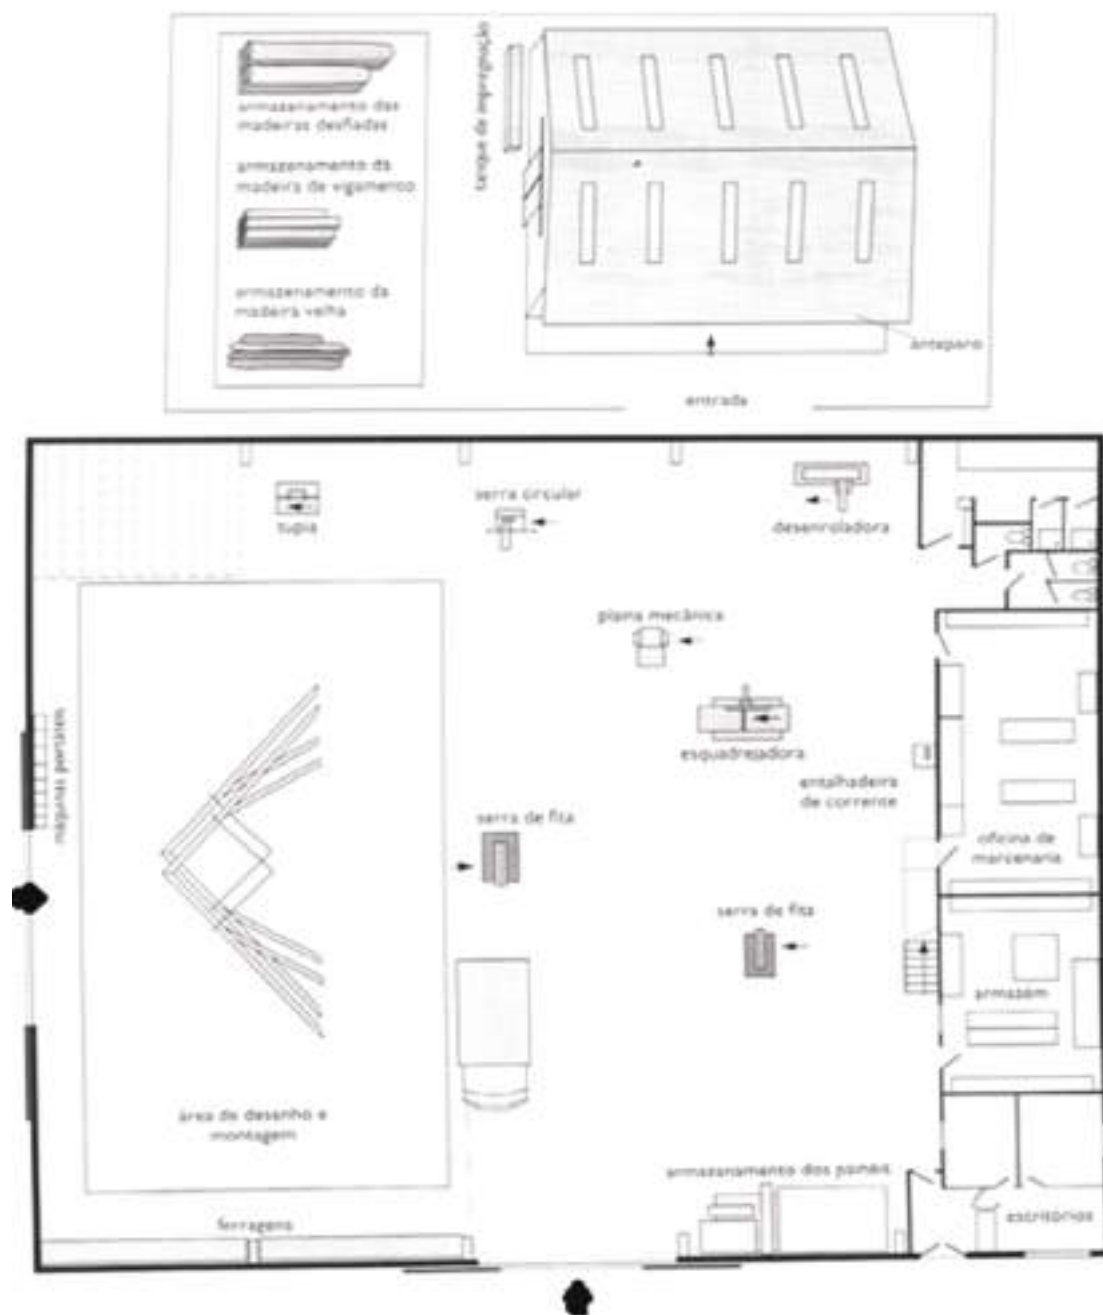 armazenamento das
madeiras desfiadas
armazenamento da
madeira de vigamento
armazenamento da
madeira velha
tanque de impregnação
anteparo
entrada
tupia
serra circular
desenroladora
plaina mecânica
esquadrejadora
entalhadeira
de corrente
oficina de
marcenaria
máquinas portáteis
serra de fita
serra de fita
armazém
área de desenho e
montagem
armazenamento dos painéis
ferragens
escritórios